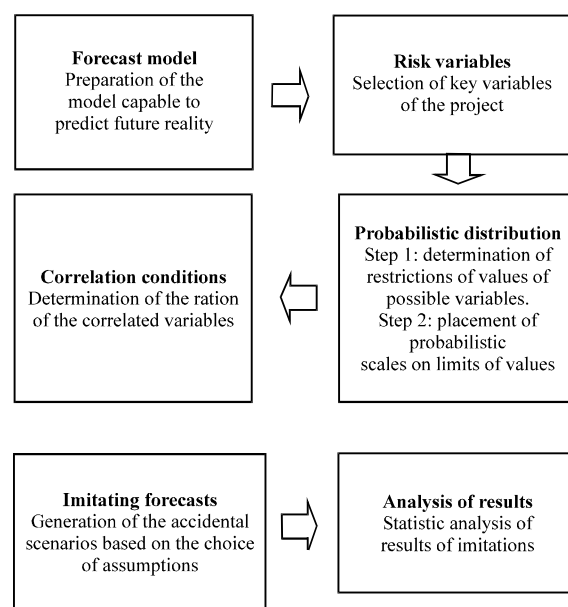 Forecast model
Preparation of the
model capable to
predict future reality
Risk variables
Selection of key variables
of the project
Probabilistic distribution
Step 1: determination of
restrictions of values of
possible variables.
Step 2: placement of
probabilistic
scales on limits of values
Correlation conditions
Determination of the ration
of the correlated variables
Imitating forecasts
Generation of the accidental
scenarios based on the choice
of assumptions
Analysis of results
Statistic analysis of
results of imitations